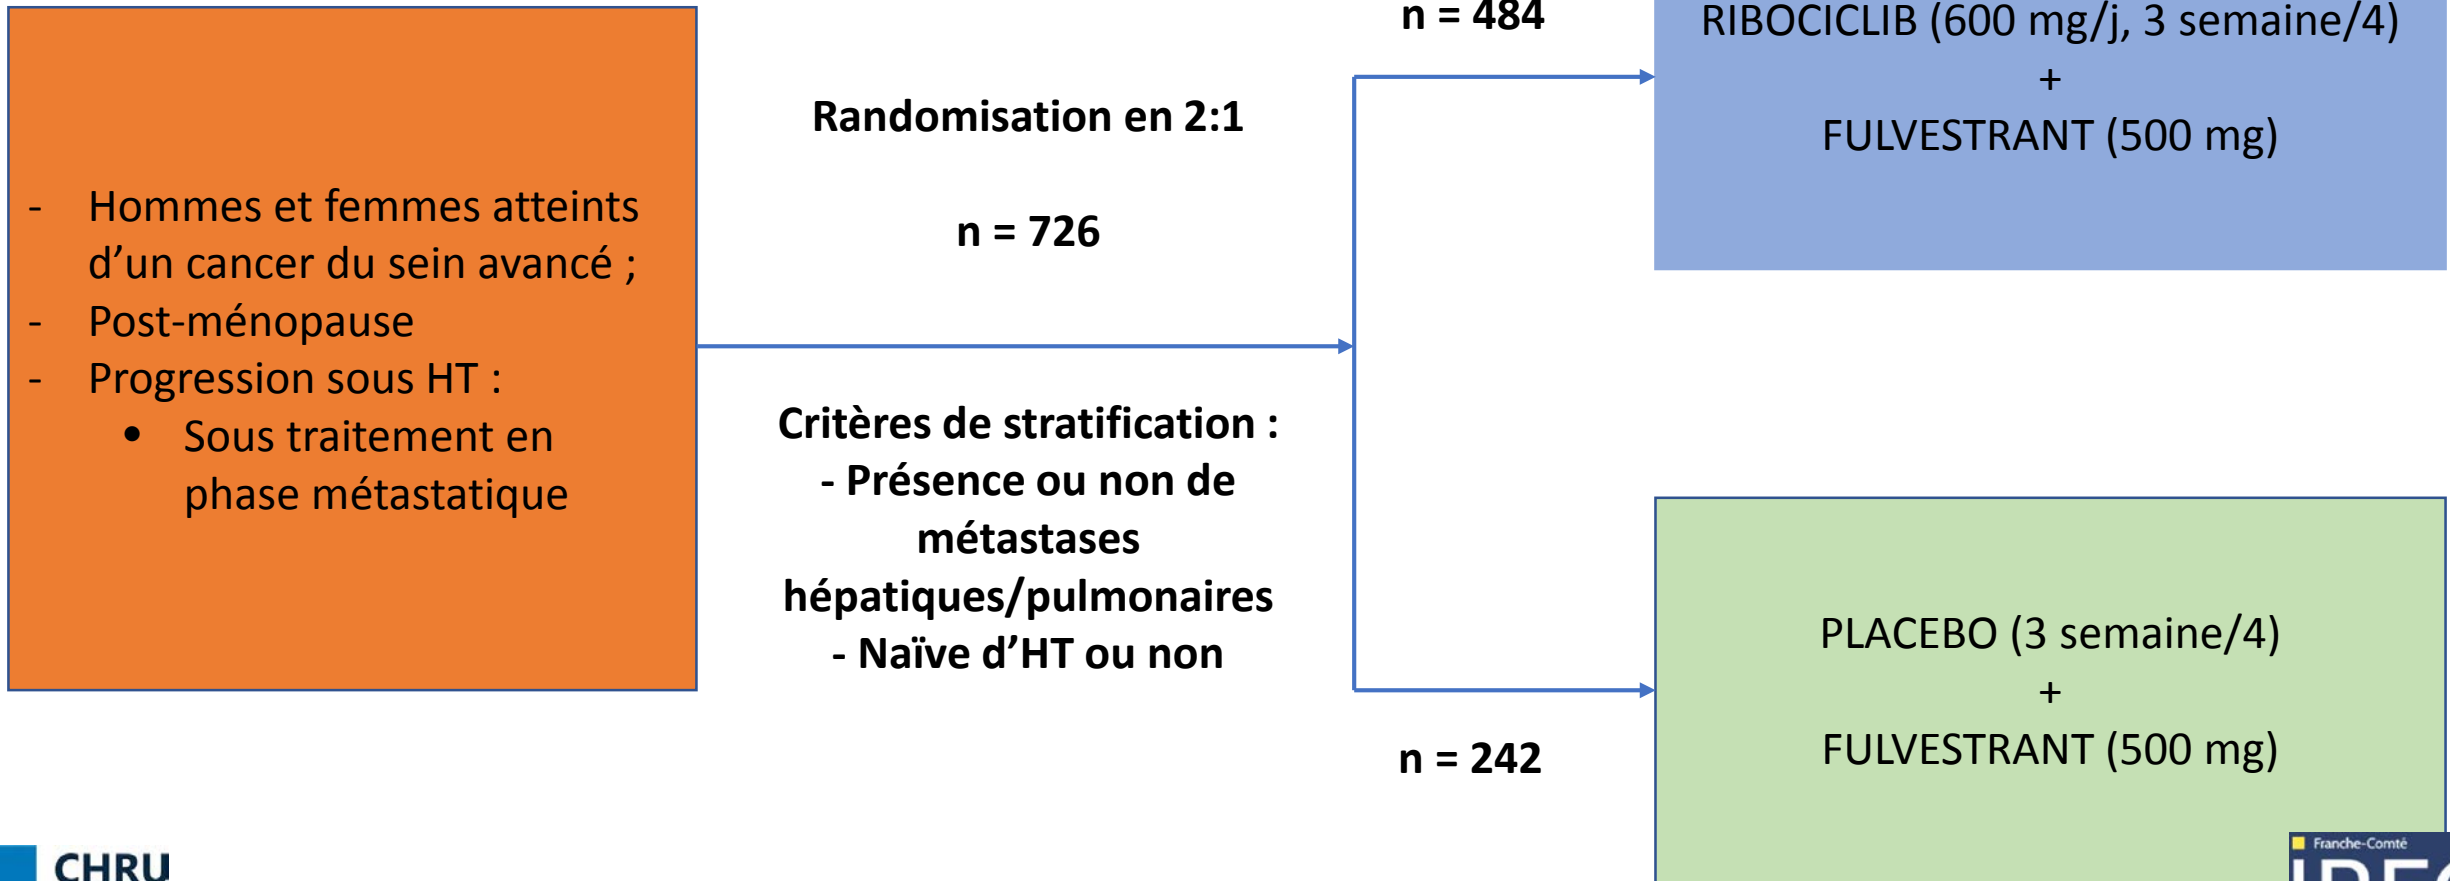 - Hommes et femmes atteints
d'un cancer du sein avancé ;
- Post-ménopause
- Progression sous HT :
• Sous traitement en
phase métastatique
Randomisation en 2:1
n = 726
Critères de stratification :
- Présence ou non de
métastases
hépatiques/pulmonaires
- Naïve d'HT ou non
n = 484
RIBOCICLIB (600 mg/j, 3 semaine/4)
+
FULVESTRANT (500 mg)
n = 242
PLACEBO (3 semaine/4)
+
FULVESTRANT (500 mg)
CHRU
Franche-Comté